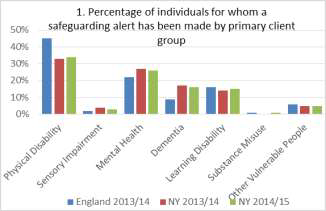 1. Percentage of individuals for whom a
safeguarding alert has been made by primary client
group
50%
40%
30%
20%
10%
0%
Physical Disability
Sensory Impairment
Mental Health
Dementia
Learning Disability
Substance Misuse
Other Vulnerable People
England 2013/14
NY 2013/14
NY 2014/15